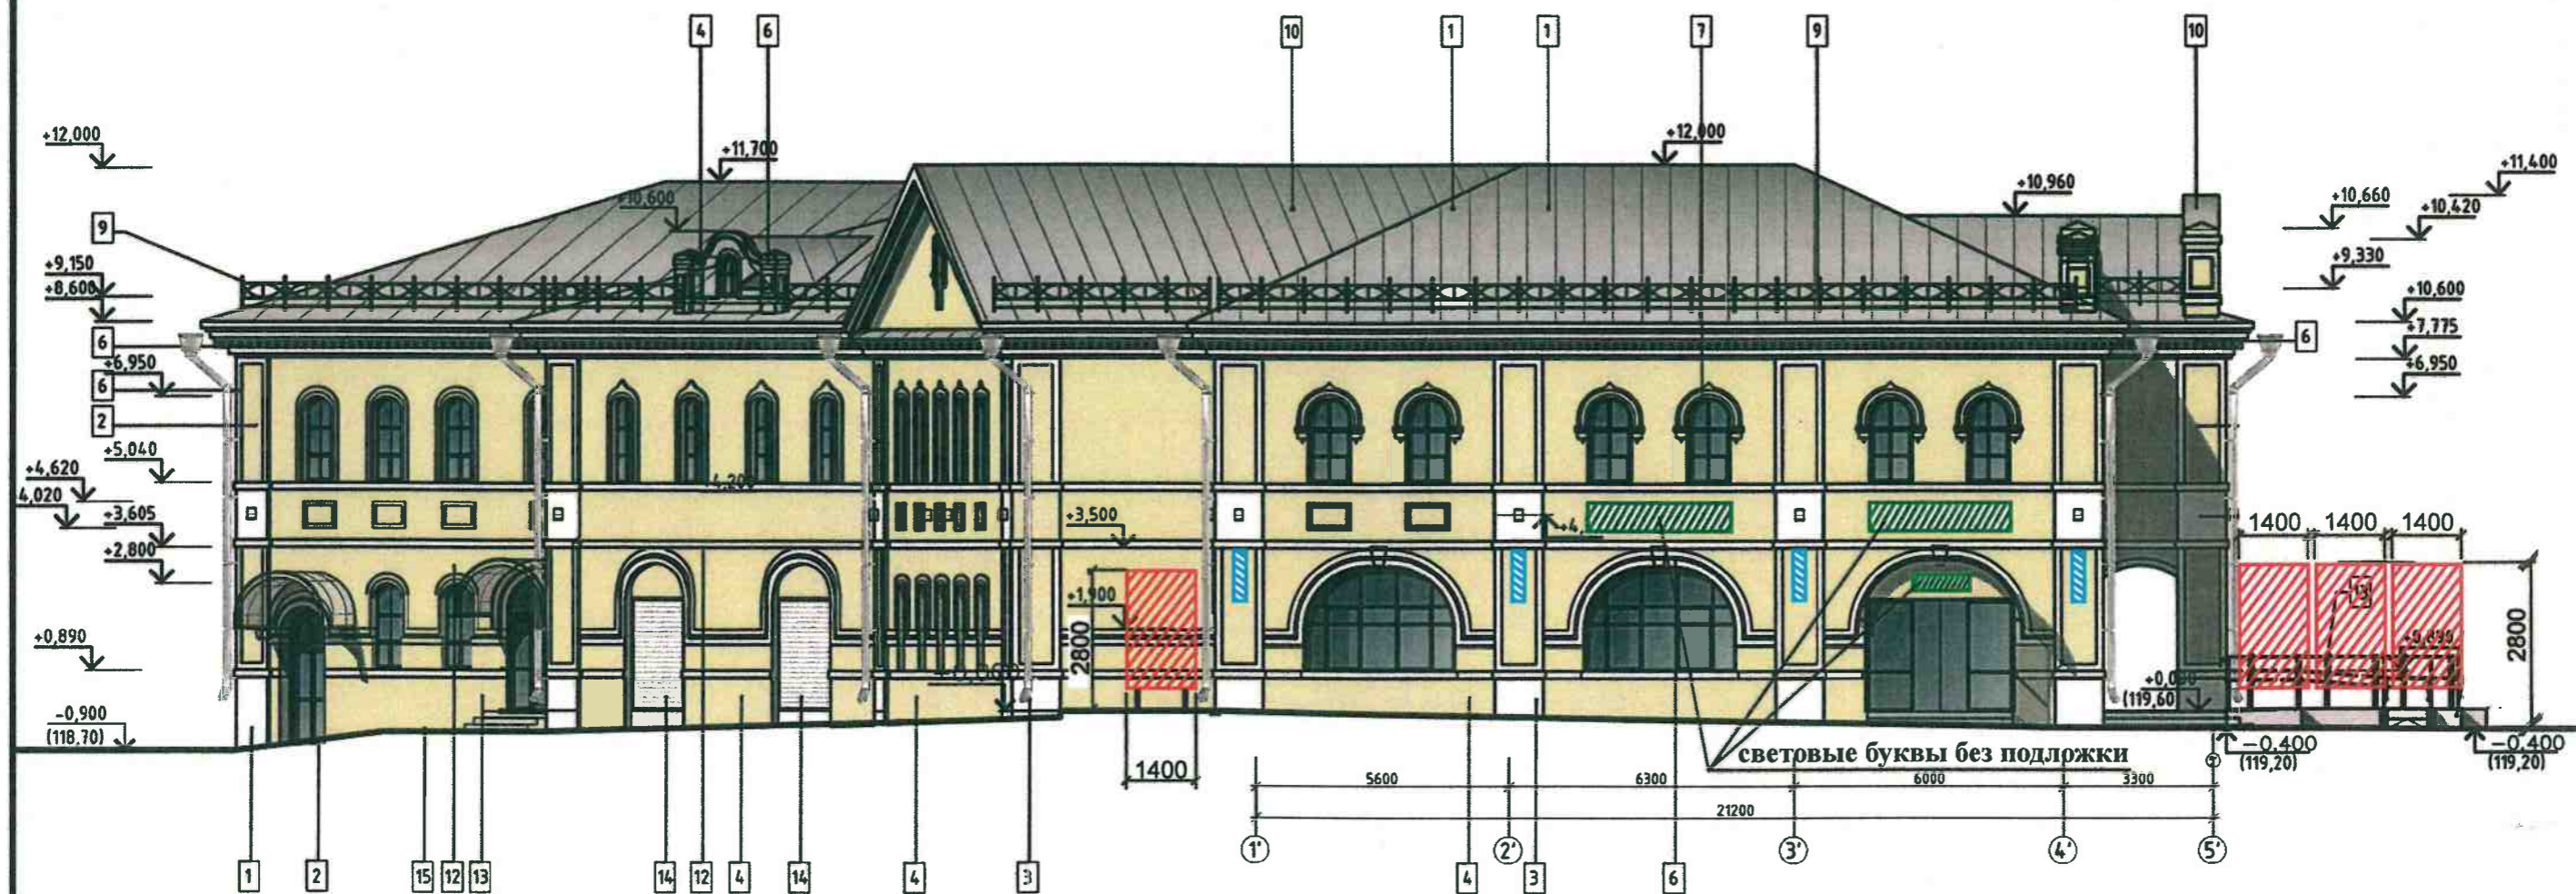 4 6 10 1 1 7 9 10
+12,000 +11,700 +12,000 +11,400
+10,600 +10,960 +10,660 +10,420
9
+9,150 +9,330
+8,600 +10,600
6 +7,775 6
+6,950 +6,950
6
2
+5,040
+4,620 4,200
4,020
+3,605 +3,500 +4, 1400 1400 1400
+2,800
+1,900 13
2800 2800
+0,890 +0,890
-0,900 (119,60)
(118,70)
световые буквы без подложки -0,400 -0,400
(119,20) (119,20)
1400 5600 6300 6000 3300
21200
1' 2' 3' 4' 5'
1 2 15 12 13 14 12 4 14 4 3 4 3 6